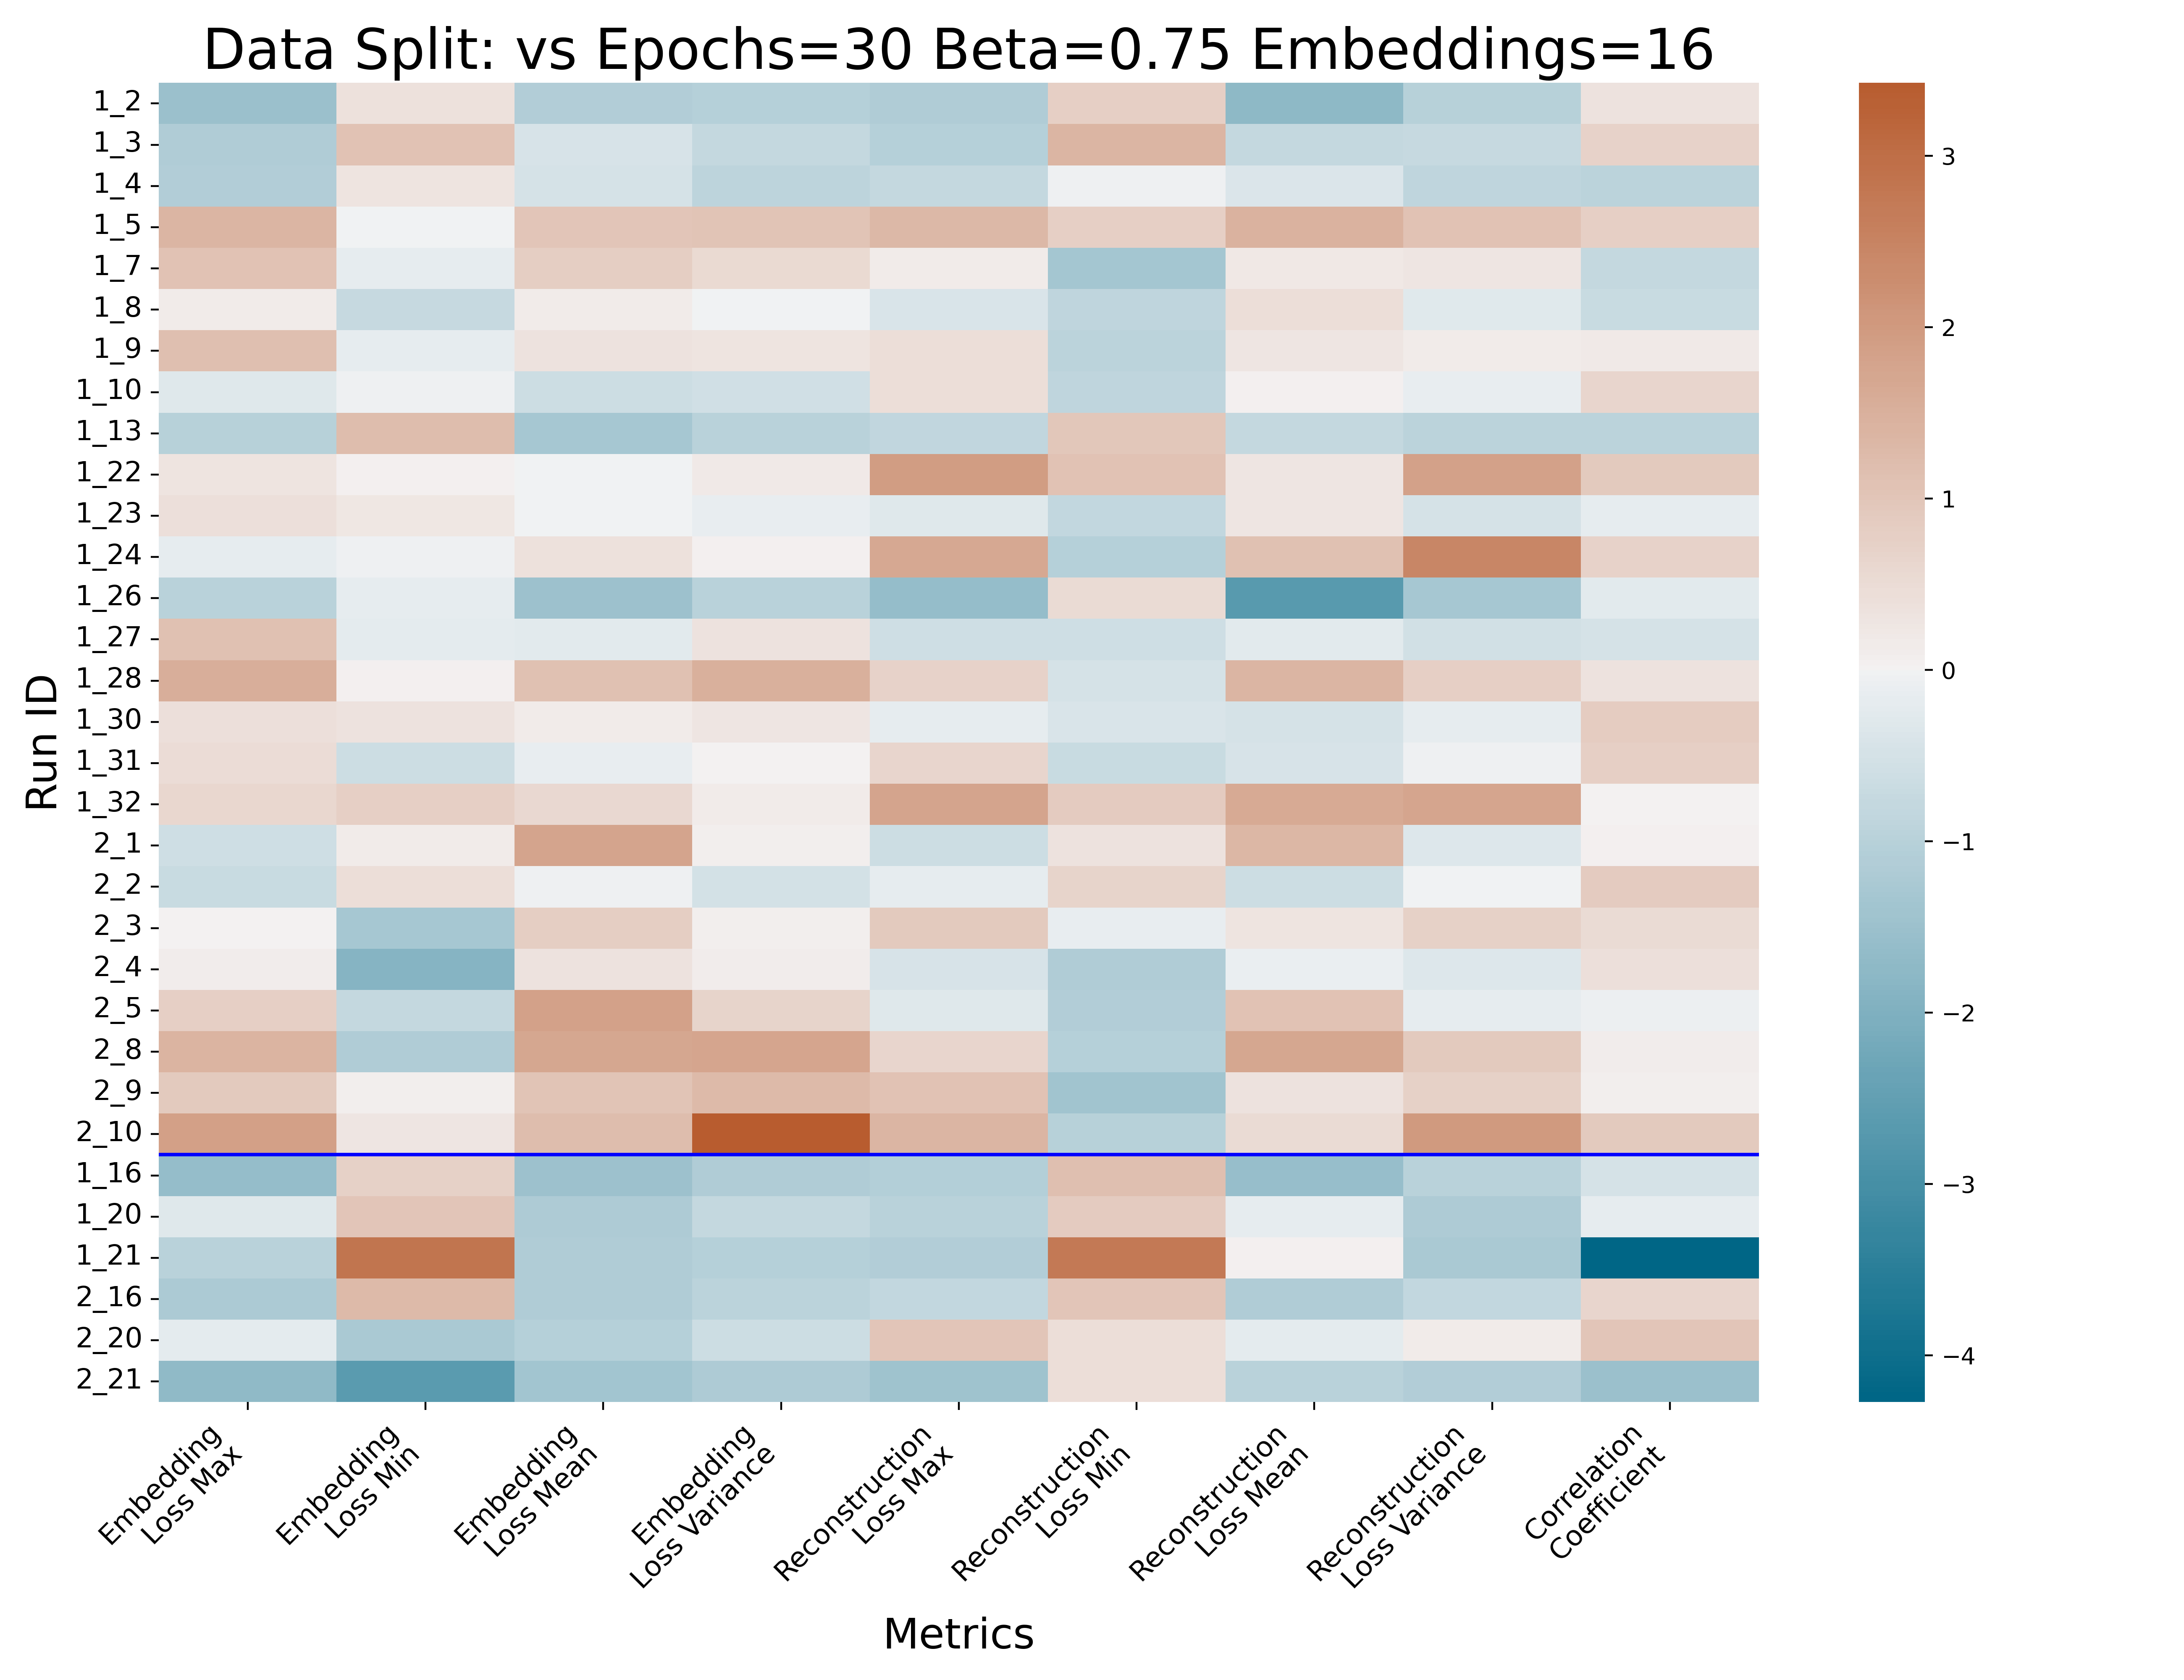 Data Split: vs Epochs=30 Beta=0.75 Embeddings=16
Run ID
1_2
1_3
1_4
1_5
1_7
1_8
1_9
1_10
1_13
1_22
1_23
1_24
1_26
1_27
1_28
1_30
1_31
1_32
2_1
2_2
2_3
2_4
2_5
2_8
2_9
2_10
1_16
1_20
1_21
2_16
2_20
2_21
Embedding
Loss Max
Embedding
Loss Min
Embedding
Loss Mean
Embedding
Loss Variance
Reconstruction
Loss Max
Reconstruction
Loss Min
Reconstruction
Loss Mean
Reconstruction
Loss Variance
Correlation
Coefficient
Metrics
3
2
1
0
−1
−2
−3
−4